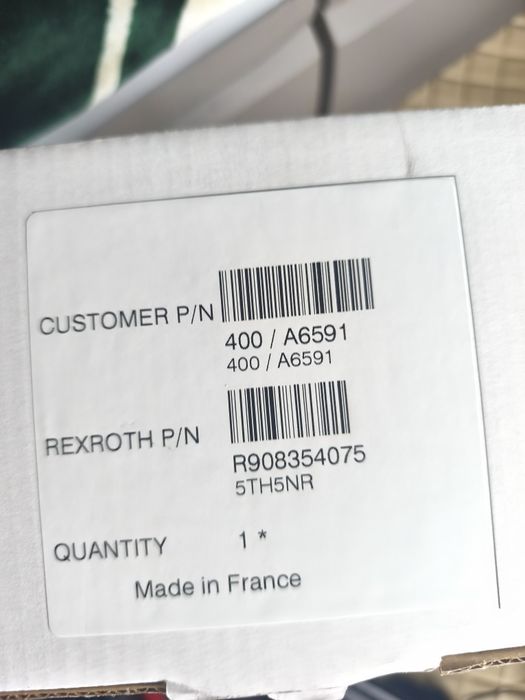 CUSTOMER P/N
400 / A6591
400 / A6591
REXROTH P/N
R908354075
5TH5NR
QUANTITY 1 *
Made in France